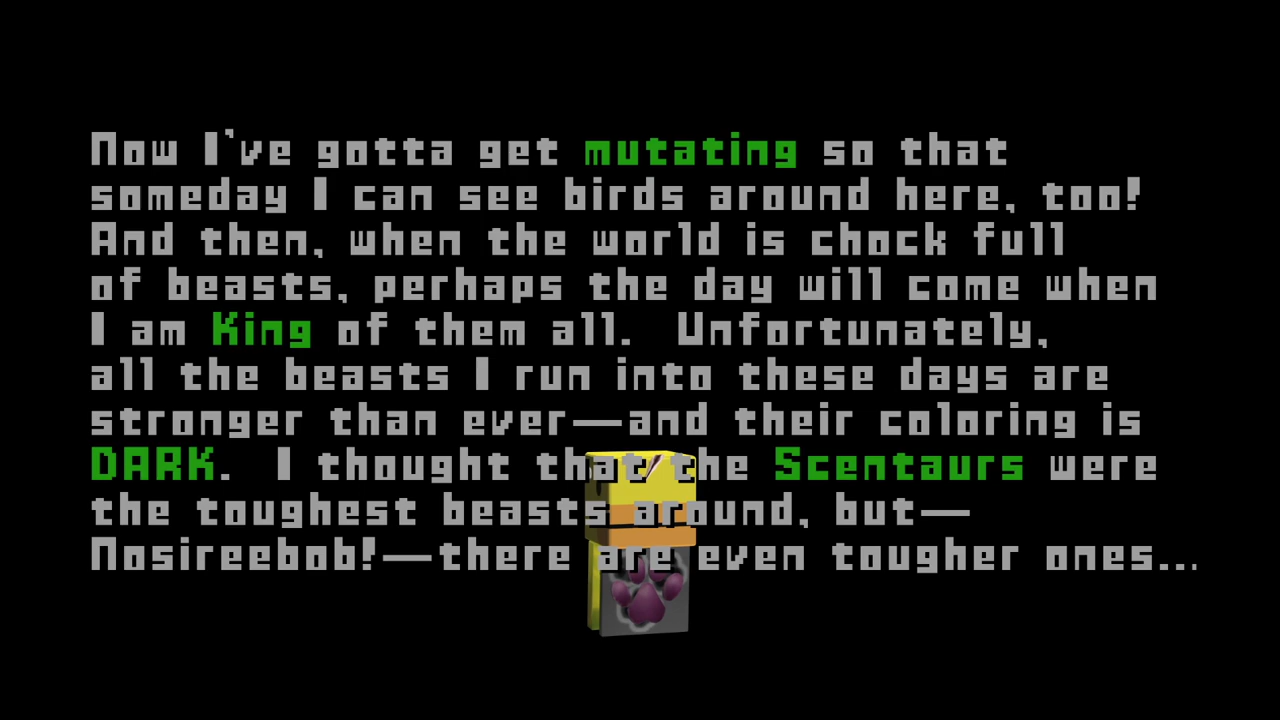 Now I've gotta get mutating so that
someday I can see birds around here, too!
And then, when the world is chock full
of beasts, perhaps the day will come when
I am King of them all.  Unfortunately,
all the beasts I run into these days are
stronger than ever—and their coloring is
DARK.  I thought that the Scentaurs were
the toughest beasts around, but—
Nosireebob!—there are even tougher ones...